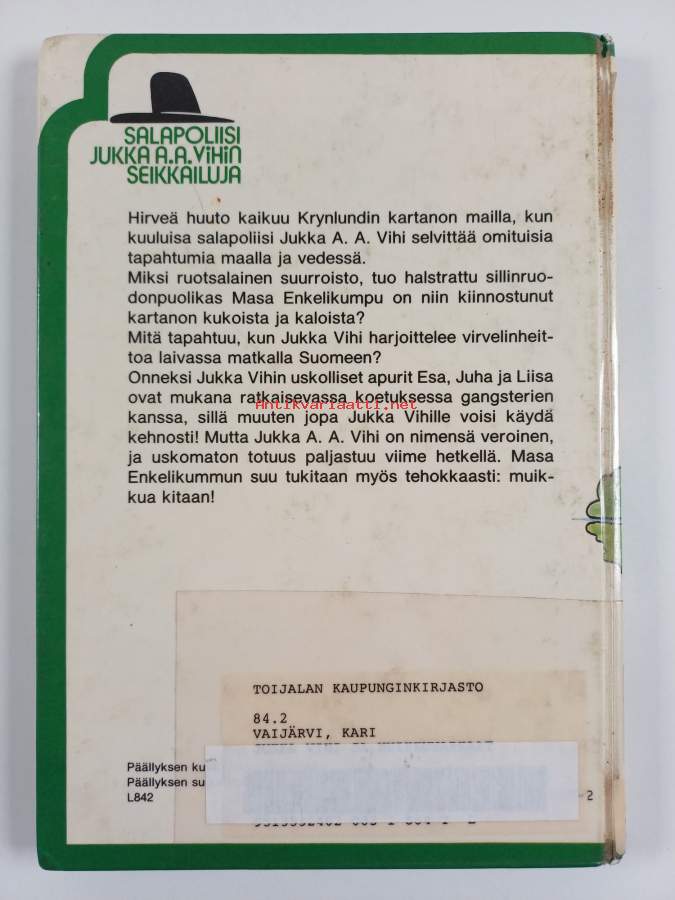 SALAPOLIISI
JUKKA A.A.VIHIN
SEIKKAILUJA
Hirveä huuto kaikuu Krynlundin kartanon mailla, kun
kuuluisa salapoliisi Jukka A. A. Vihi selvittää omituisia
tapahtumia maalla ja vedessä.
Miksi ruotsalainen suurroisto, tuo halstrattu sillinruo-
donpuolikas Masa Enkelikumpu on niin kiinnostunut
kartanon kukoista ja kaloista?
Mitä tapahtuu, kun Jukka Vihi harjoittelee virvelinheit-
toa laivassa matkalla Suomeen?
Onneksi Jukka Vihin uskolliset apurit Esa, Juha ja Liisa
ovat mukana ratkaisevassa koetuksessa gangsterien
Antikvariaatti.net
kanssa, sillä muuten jopa Jukka Vihille voisi käydä
kehnosti! Mutta Jukka A. A. Vihi on nimensä veroinen,
ja uskomaton totuus paljastuu viime hetkellä. Masa
Enkelikummun suu tukitaan myös tehokkaasti: muik-
kua kitaan!
TOIJALAN KAUPUNGINKIRJASTO
84.2
VAIJÄRVI, KARI
Päällyksen ku
Päällyksen su
L842
2